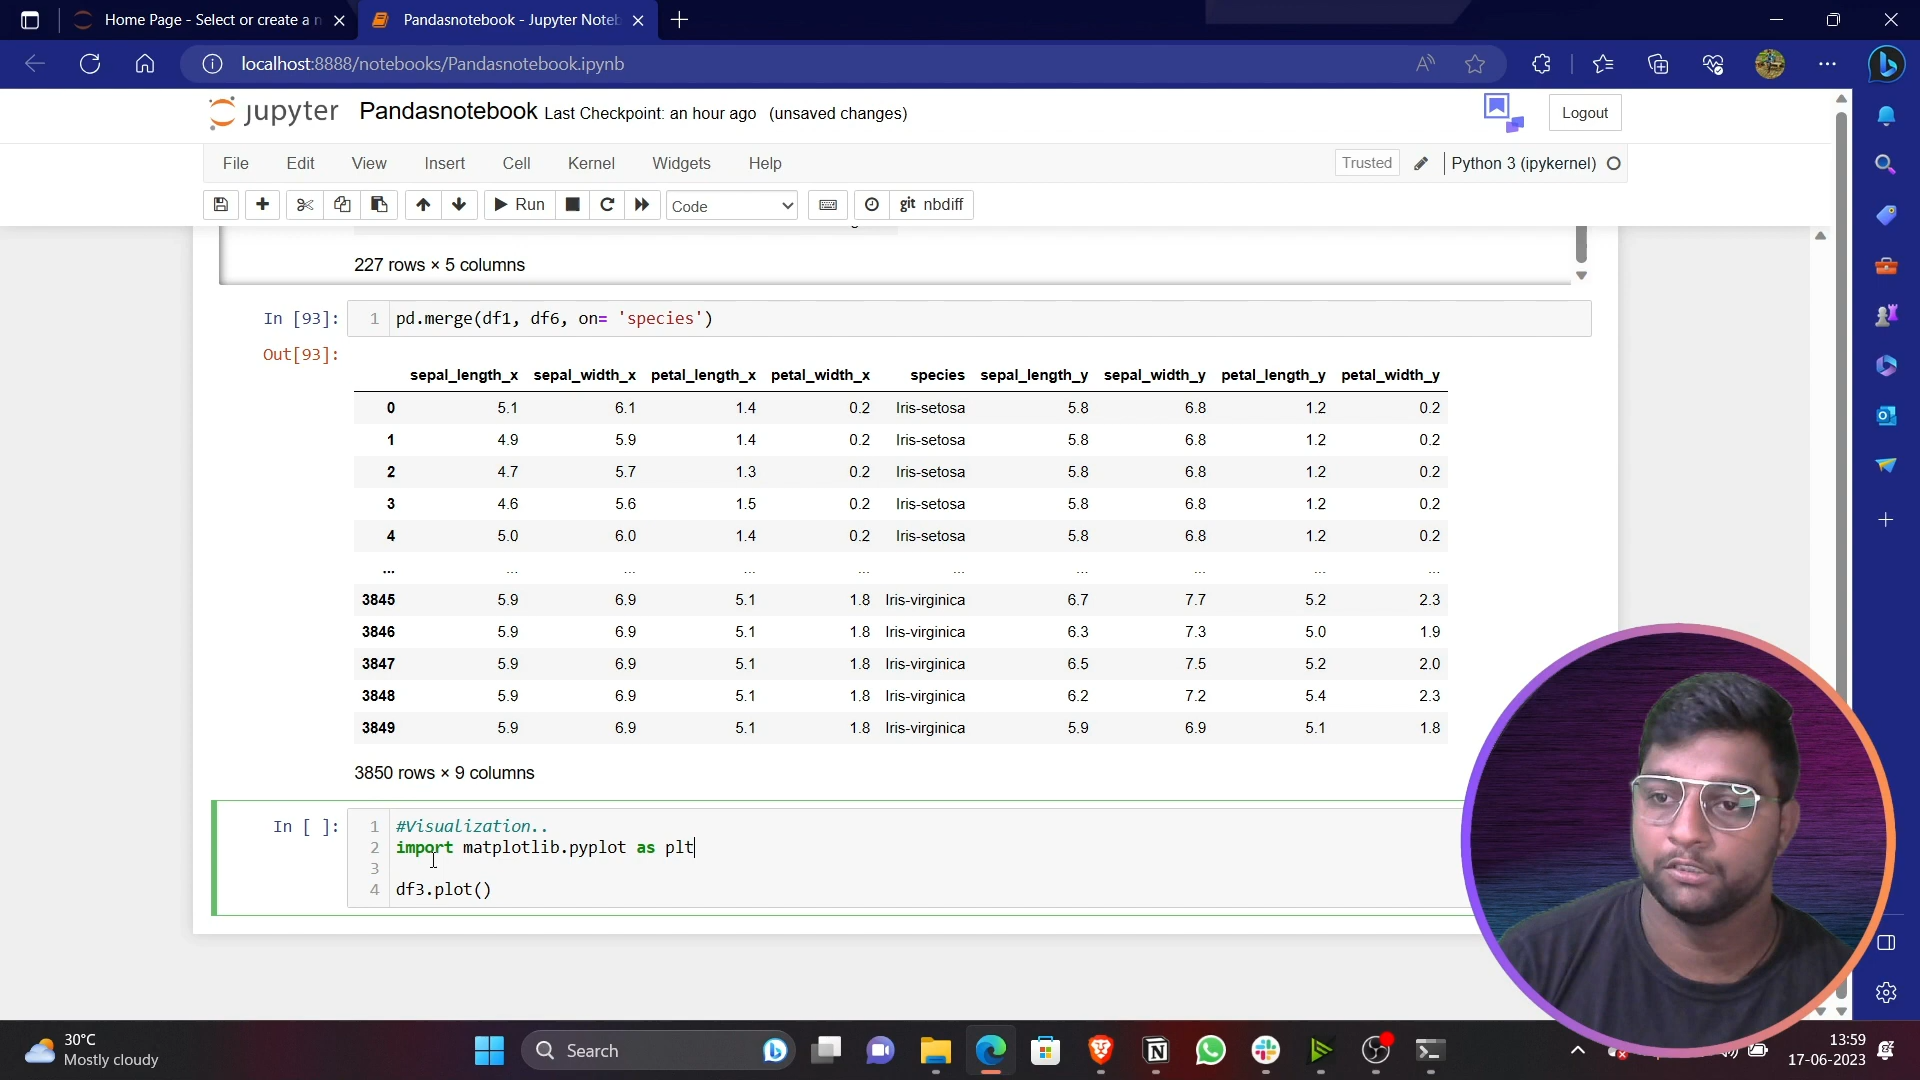 Home Page - Select or create a n
Pandasnotebook - Jupyter Noteb
localhost:8888/notebooks/Pandasnotebook.ipynb
jupyter Pandasnotebook Last Checkpoint: an hour ago (unsaved changes) Logout
File Edit View Insert Cell Kernel Widgets Help Trusted Python 3 (ipykernel)
Run Code git nbdiff
227 rows × 5 columns
In [93]: 1 pd.merge(df1, df6, on= 'species')
Out[93]:
sepal_length_x sepal_width_x petal_length_x petal_width_x species sepal_length_y sepal_width_y petal_length_y petal_width_y
0 5.1 6.1 1.4 0.2 Iris-setosa 5.8 6.8 1.2 0.2
1 4.9 5.9 1.4 0.2 Iris-setosa 5.8 6.8 1.2 0.2
2 4.7 5.7 1.3 0.2 Iris-setosa 5.8 6.8 1.2 0.2
3 4.6 5.6 1.5 0.2 Iris-setosa 5.8 6.8 1.2 0.2
4 5.0 6.0 1.4 0.2 Iris-setosa 5.8 6.8 1.2 0.2
... ... ... ... ... ... ... ... ... ...
3845 5.9 6.9 5.1 1.8 Iris-virginica 6.7 7.7 5.2 2.3
3846 5.9 6.9 5.1 1.8 Iris-virginica 6.3 7.3 5.0 1.9
3847 5.9 6.9 5.1 1.8 Iris-virginica 6.5 7.5 5.2 2.0
3848 5.9 6.9 5.1 1.8 Iris-virginica 6.2 7.2 5.4 2.3
3849 5.9 6.9 5.1 1.8 Iris-virginica 5.9 6.9 5.1 1.8
3850 rows × 9 columns
In [ ]: 1 #Visualization..
2 import matplotlib.pyplot as plt
3
4 df3.plot()
30°C
Mostly cloudy
Search
13:59
17-06-2023